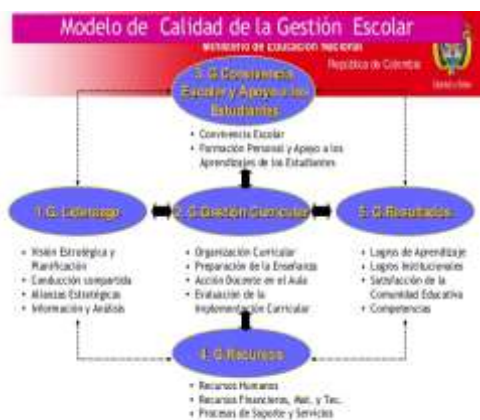 Modelo de Calidad de la Gestión Escolar
Ministerio de Educación Nacional
República de Colombia
3. G Convivencia
Escolar y Apoyo a los
Estudiantes
• Convivencia Escolar
• Formación Personal y Apoyo a los
Aprendizajes de los Estudiantes
1. G. Liderazgo
2. G Gestión Curricular
5. G Resultados
• Visión Estratégica y
Planificación
• Conducción compartida
• Alianzas Estratégicas
• Información y Análisis
• Organización Curricular
• Preparación de la Enseñanza
• Acción Docente en el Aula
• Evaluación de la
Implementación Curricular
• Logros de Aprendizaje
• Logros Institucionales
• Satisfacción de la
Comunidad Educativa
• Competencias
4. G Recursos
• Recursos Humanos
• Recursos Financieros, Mat. y Tec.
• Procesos de Soporte y Servicios